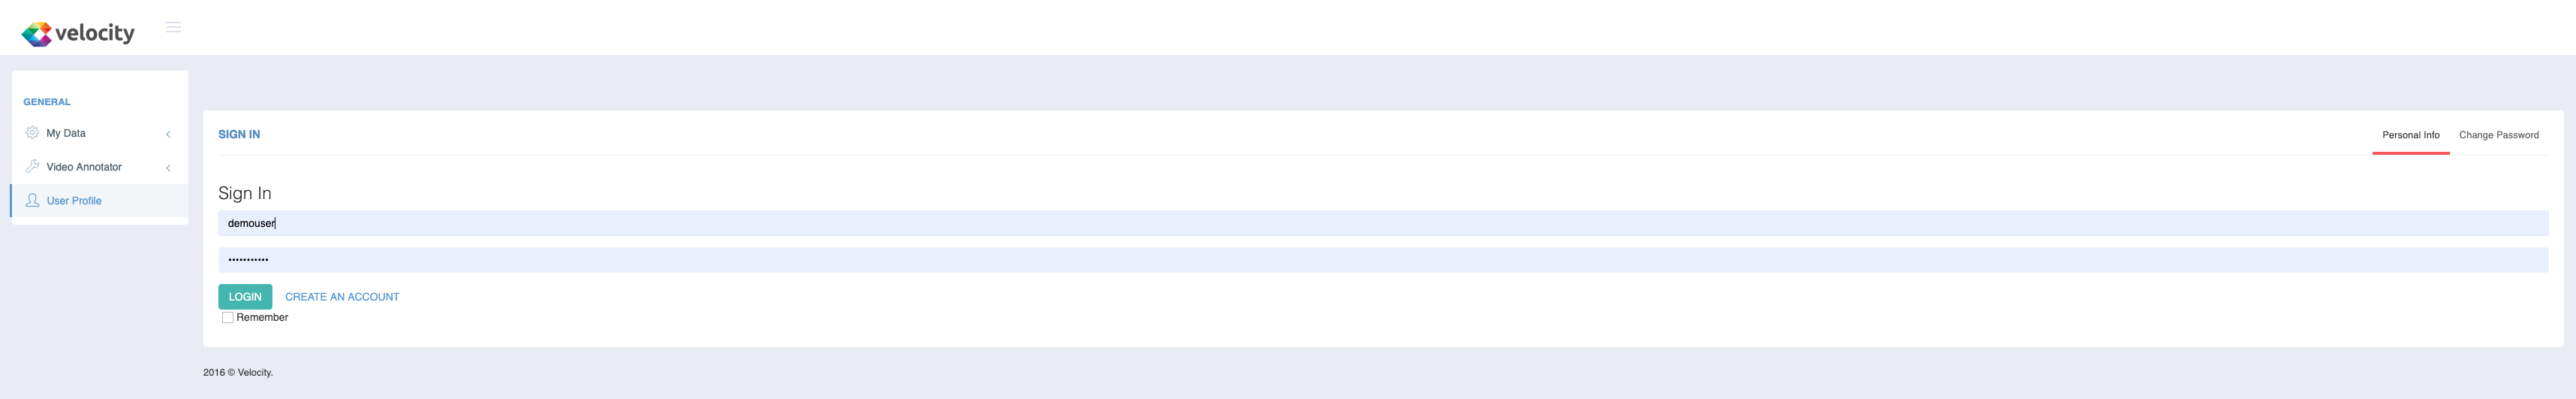 velocity
GENERAL
My Data
Video Annotator
User Profile
SIGN IN
Personal Info
Change Password
Sign In
demouser
•••••••••••
LOGIN
CREATE AN ACCOUNT
Remember
2016 © Velocity.